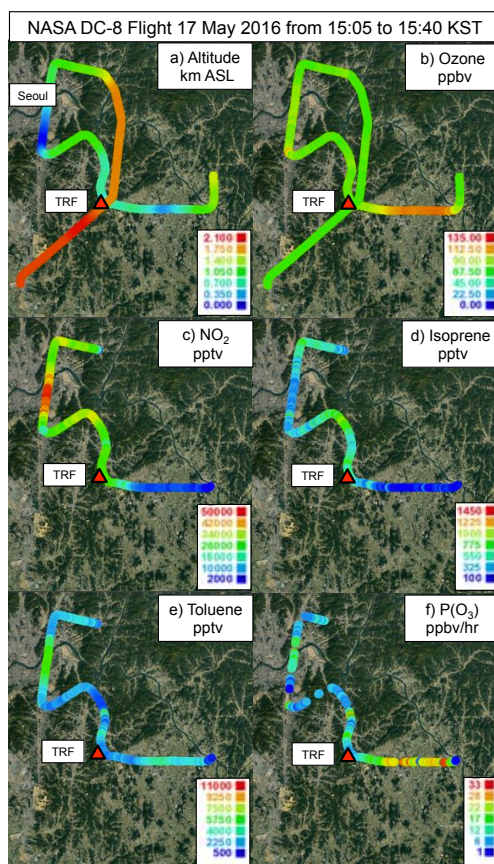 NASA DC-8 Flight 17 May 2016 from 15:05 to 15:40 KST
a) Altitude
km ASL
Seoul
TRF
2.100
1.750
1.400
1.050
0.700
0.350
0.000
b) Ozone
ppbv
TRF
135.00
112.50
90.00
67.50
45.00
22.50
0.00
c) NO2
pptv
TRF
50000
42000
34000
26000
18000
10000
2000
d) Isoprene
pptv
TRF
1450
1225
1000
775
550
325
100
e) Toluene
pptv
TRF
11000
9250
7500
5750
4000
2250
500
f) P(O3)
ppbv/hr
TRF
33
28
22
17
12
6
1